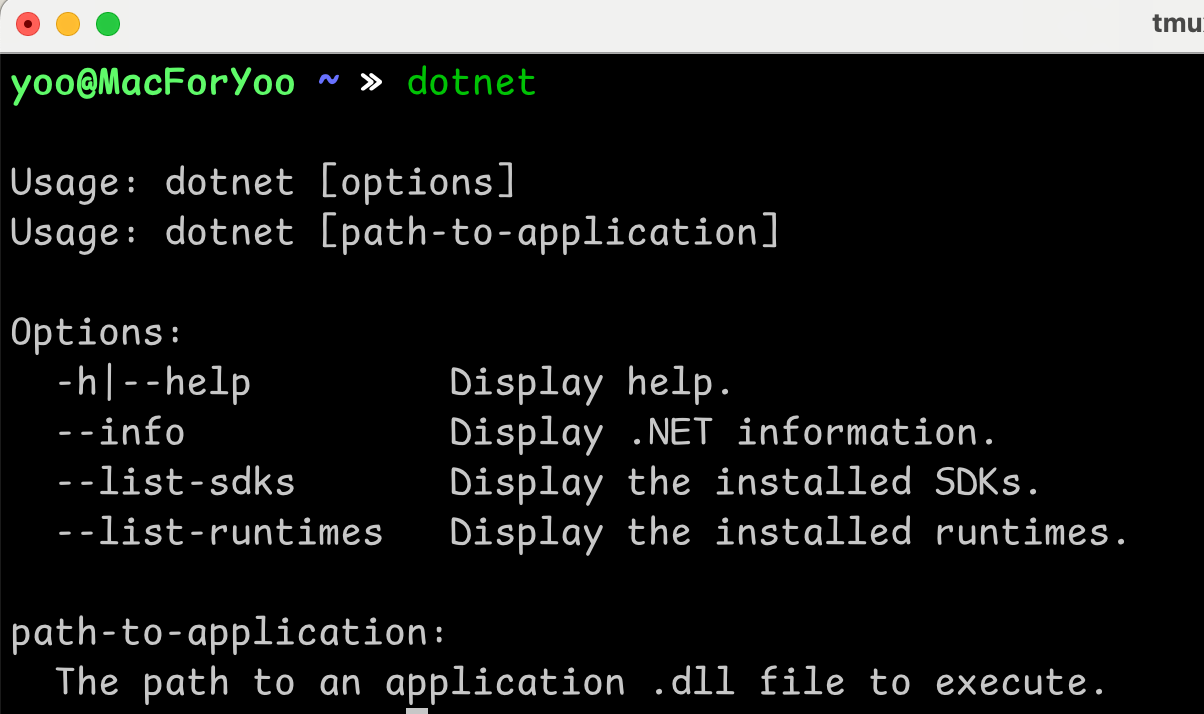 yoo@MacForYoo ~ » dotnet
Usage: dotnet [options]
Usage: dotnet [path-to-application]
Options:
-h|--help Display help.
--info Display .NET information.
--list-sdks Display the installed SDKs.
--list-runtimes Display the installed runtimes.
path-to-application:
The path to an application .dll file to execute.